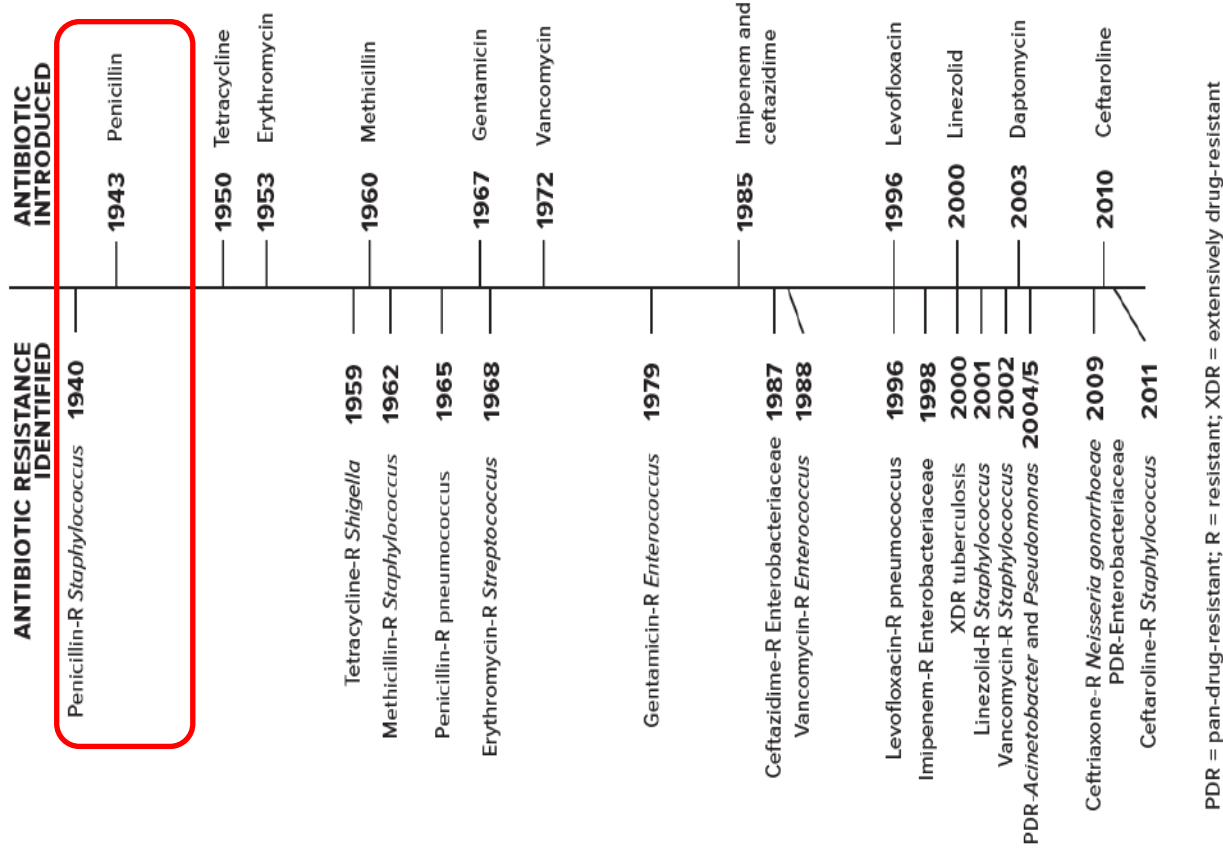 ANTIBIOTIC RESISTANCE
IDENTIFIED
ANTIBIOTIC
INTRODUCED
Penicillin-R Staphylococcus 1940
1943 Penicillin
1950 Tetracycline
1953 Erythromycin
Tetracycline-R Shigella 1959
1960 Methicillin
Methicillin-R Staphylococcus 1962
Penicillin-R pneumococcus 1965
1967 Gentamicin
Erythromycin-R Streptococcus 1968
1972 Vancomycin
Gentamicin-R Enterococcus 1979
1985 Imipenem and
ceftazidime
Ceftazidime-R Enterobacteriaceae 1987
Vancomycin-R Enterococcus 1988
Levofloxacin-R pneumococcus 1996
1996 Levofloxacin
Imipenem-R Enterobacteriaceae 1998
XDR tuberculosis 2000
2000 Linezolid
Linezolid-R Staphylococcus 2001
Vancomycin-R Staphylococcus 2002
2003 Daptomycin
PDR-Acinetobacter and Pseudomonas 2004/5
Ceftriaxone-R Neisseria gonorrhoeae 2009
PDR-Enterobacteriaceae
2010 Ceftaroline
Ceftaroline-R Staphylococcus 2011
PDR = pan-drug-resistant; R = resistant; XDR = extensively drug-resistant